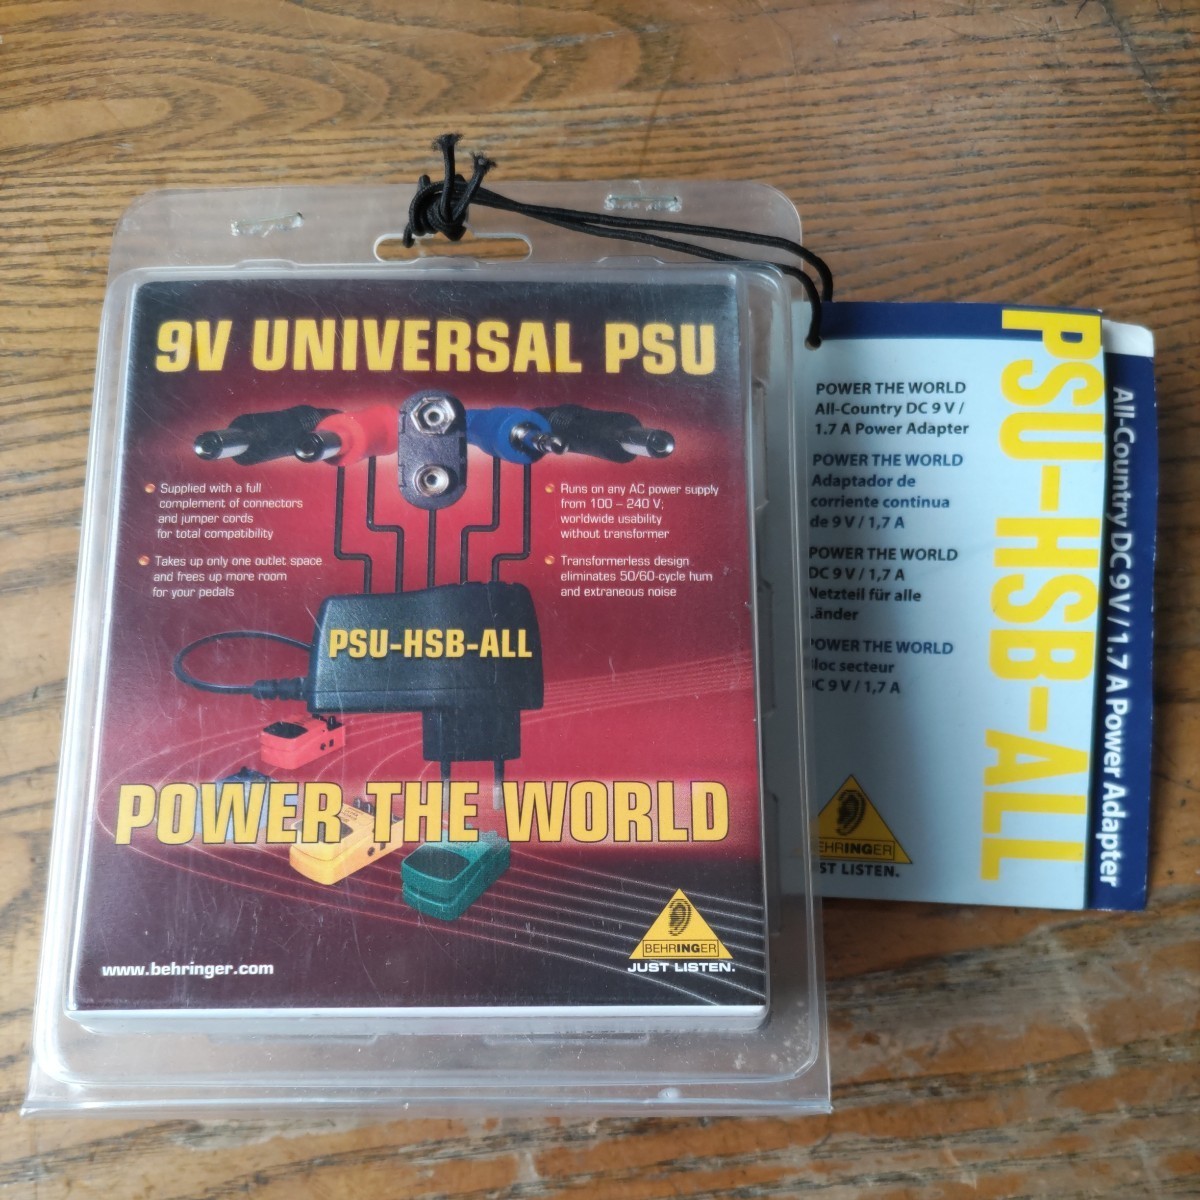 9V UNIVERSAL PSU
Supplied with a full
complement of connectors
and jumper cords
for total compatibility
Takes up only one outlet space
and frees up more room
for your pedals
Runs on any AC power supply
from 100 – 240 V;
worldwide usability
without transformer
Transformerless design
eliminates 50/60-cycle hum
and extraneous noise
PSU-HSB-ALL
POWER THE WORLD
BEHRINGER
JUST LISTEN.
www.behringer.com
POWER THE WORLD
All-Country DC 9 V /
1.7 A Power Adapter
POWER THE WORLD
Adaptador de
corriente continua
de 9 V / 1,7 A
POWER THE WORLD
DC 9 V / 1,7 A
Netzteil für alle
Länder
POWER THE WORLD
Bloc secteur
DC 9 V / 1,7 A
EHRINGER
ST LISTEN.
PSU-HSB-ALL
All-Country DC 9 V / 1.7 A Power Adapter